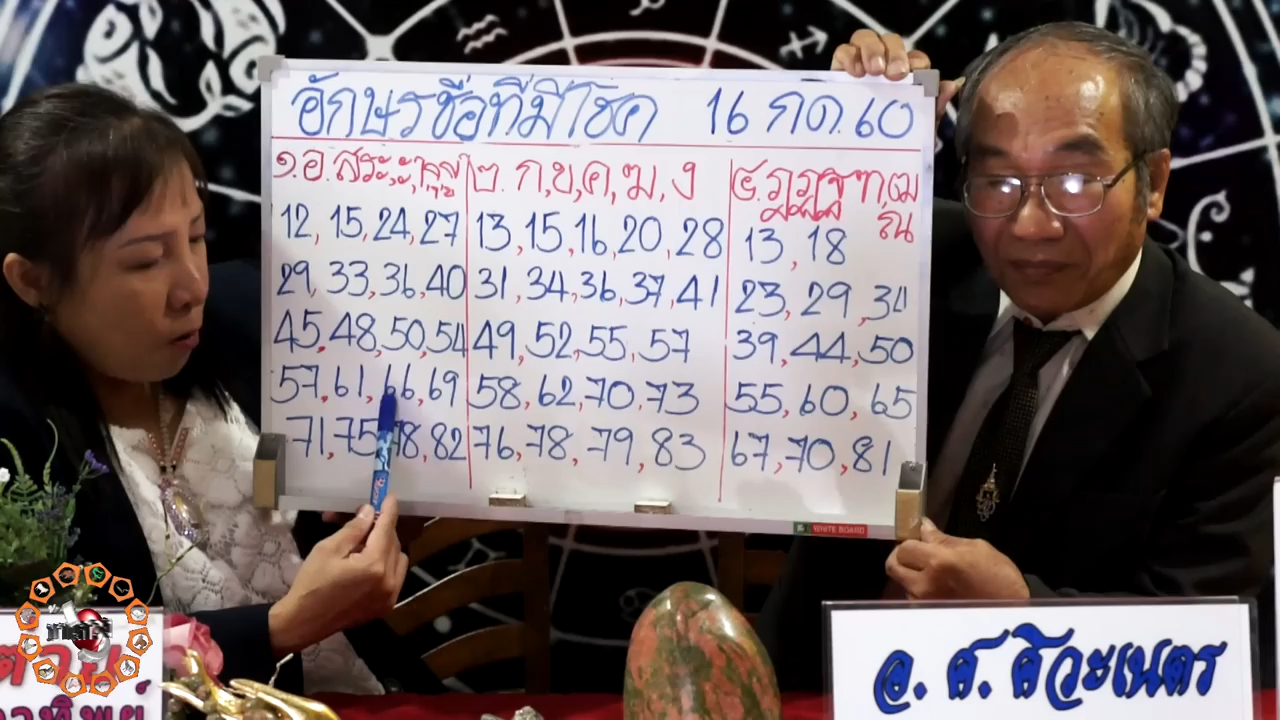 อักษรชื่อที่มีโชค 16 กค.60
๑.อ.สระ
12, 15, 24, 27
29, 33, 36, 40
45, 48, 50, 54
57, 61, 66, 69
71, 75, 78, 82
๒. ก,ข,ค,ฆ, ง
13, 15, 16, 20, 28
31, 34, 36, 37, 41
49, 52, 55, 57
58, 62, 70, 73
76, 78, 79, 83
๔. ฎ ฏ ฐ ฑ ฒ
ณ
13, 18
23, 29, 34
39, 44, 50
55, 60, 65
67, 70, 81
WHITE BOARD
อ. ศ. ศิวะเนตร